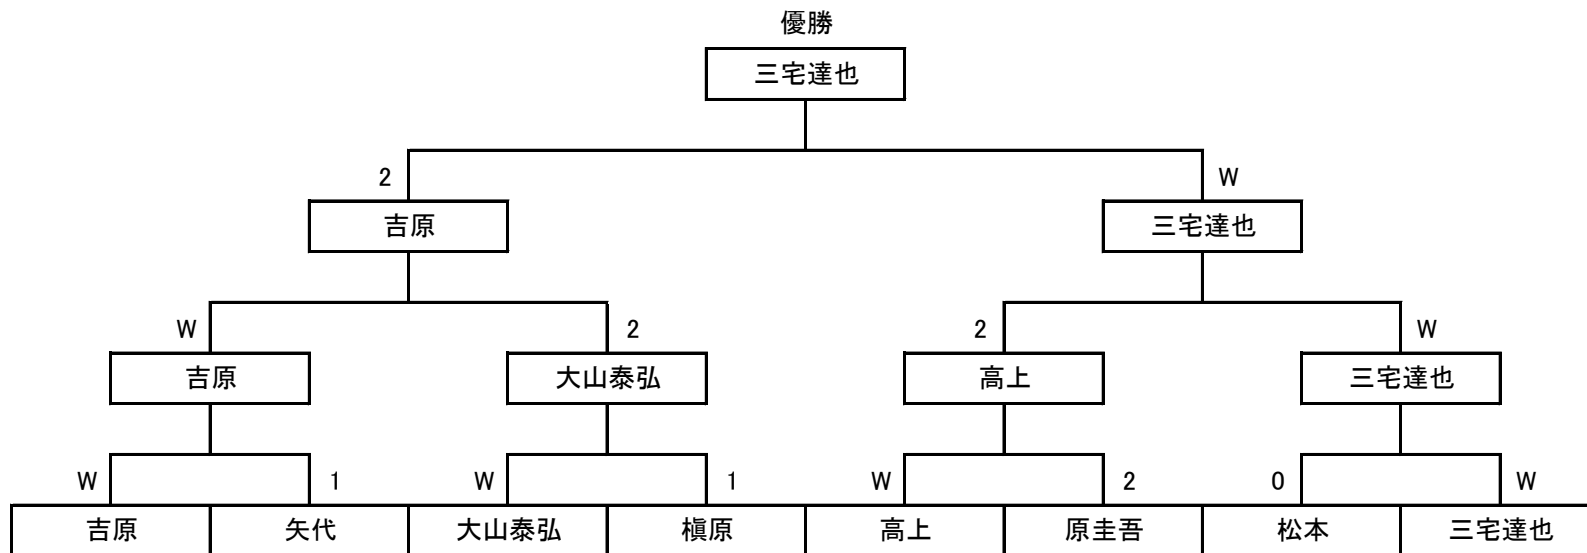 優勝
三宅達也
2 W
吉原 三宅達也
W 2 2 W
吉原 大山泰弘 高上 三宅達也
W 1 W 1 W 2 0 W
吉原 矢代 大山泰弘 槇原 高上 原圭吾 松本 三宅達也